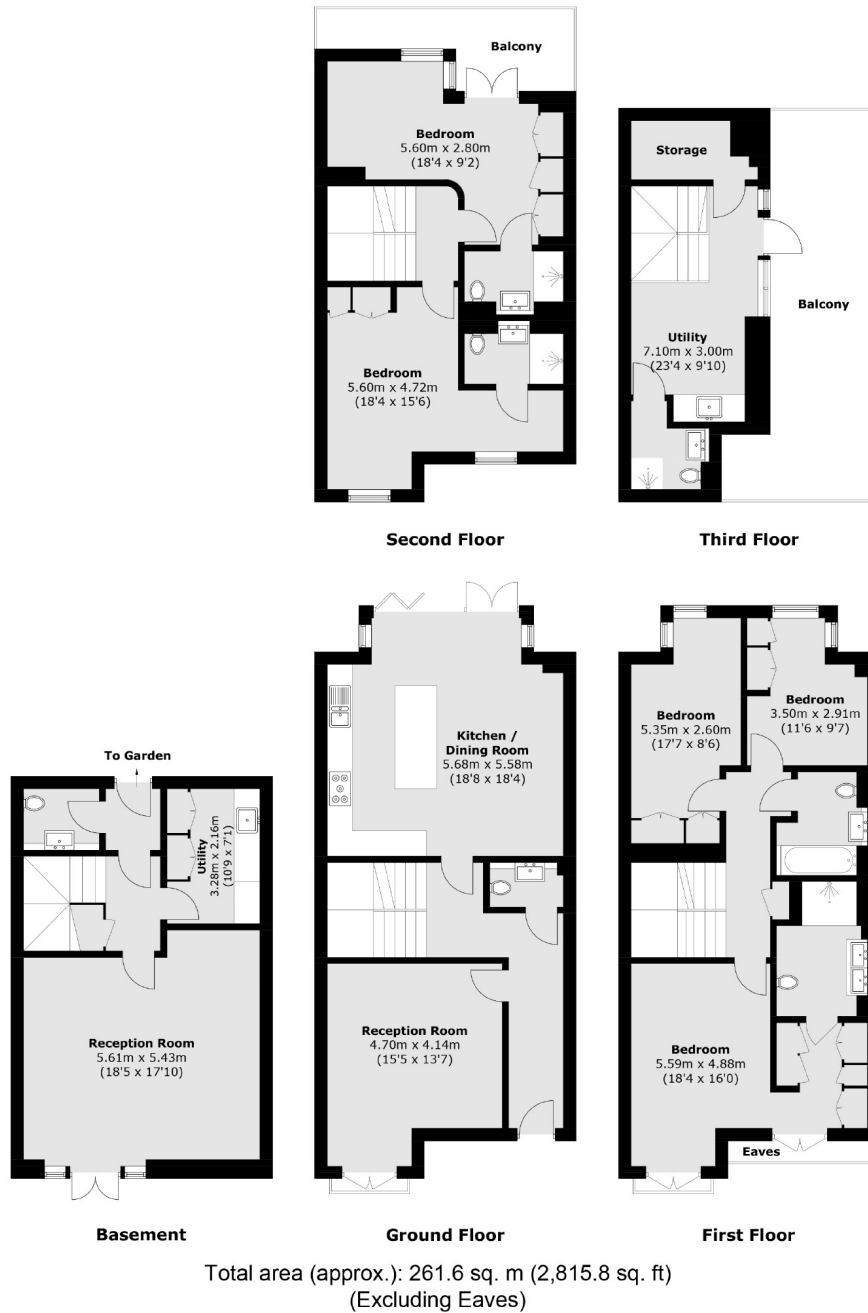 Balcony
Bedroom
5.60m x 2.80m
(18'4 x 9'2)
Bedroom
5.60m x 4.72m
(18'4 x 15'6)
Second Floor
Storage
Balcony
Utility
7.10m x 3.00m
(23'4 x 9'10)
Third Floor
To Garden
Utility
3.28m x 2.16m
(10'9 x 7'1)
Reception Room
5.61m x 5.43m
(18'5 x 17'10)
Basement
Kitchen /
Dining Room
5.68m x 5.58m
(18'8 x 18'4)
Reception Room
4.70m x 4.14m
(15'5 x 13'7)
Ground Floor
Bedroom
5.35m x 2.60m
(17'7 x 8'6)
Bedroom
3.50m x 2.91m
(11'6 x 9'7)
Bedroom
5.59m x 4.88m
(18'4 x 16'0)
Eaves
First Floor
Total area (approx.): 261.6 sq. m (2,815.8 sq. ft)
(Excluding Eaves)